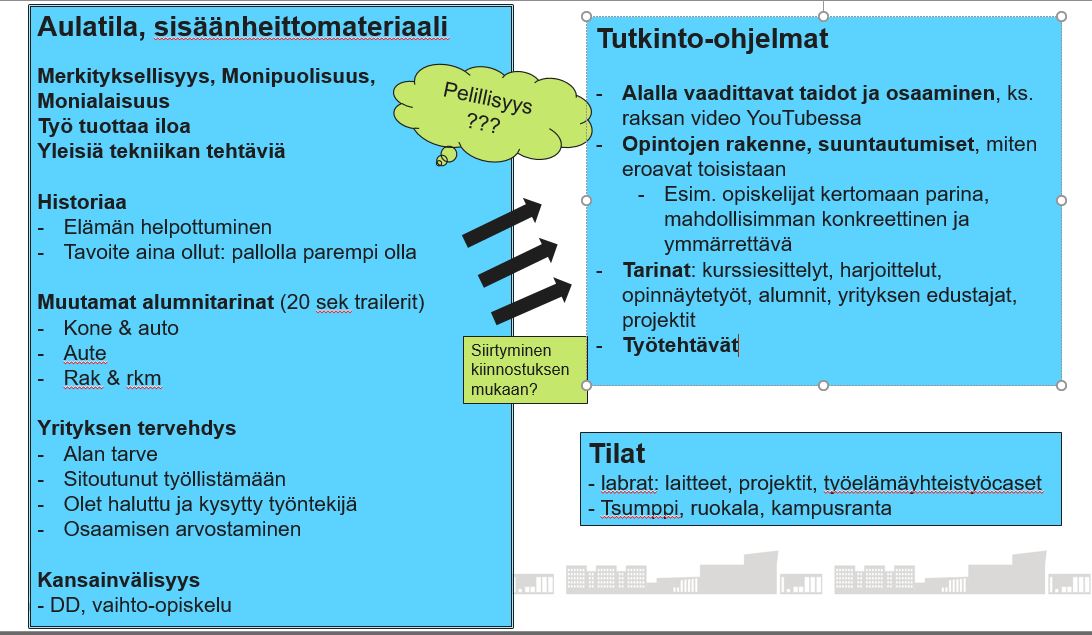 Aulatila, sisäänheittomateriaali
Merkityksellisyys, Monipuolisuus,
Monialaisuus
Työ tuottaa iloa
Yleisiä tekniikan tehtäviä
Historiaa
- Elämän helpottuminen
- Tavoite aina ollut: pallolla parempi olla
Muutamat alumnitarinat (20 sek trailerit)
- Kone & auto
- Aute
- Rak & rkm
Yrityksen tervehdys
- Alan tarve
- Sitoutunut työllistämään
- Olet haluttu ja kysytty työntekijä
- Osaamisen arvostaminen
Kansainvälisyys
- DD, vaihto-opiskelu
Pelillisyys
???
Siirtyminen
kiinnostuksen
mukaan?
Tutkinto-ohjelmat
- Alalla vaadittavat taidot ja osaaminen, ks.
raksan video YouTubessa
- Opintojen rakenne, suuntautumiset, miten
eroavat toisistaan
- Esim. opiskelijat kertomaan parina,
mahdollisimman konkreettinen ja
ymmärrettävä
- Tarinat: kurssiesittelyt, harjoittelut,
opinnäytetyöt, alumnit, yrityksen edustajat,
projektit
- Työtehtävät
Tilat
- labrat: laitteet, projektit, työelämäyhteistyöcaset
- Tsumppi, ruokala, kampusranta